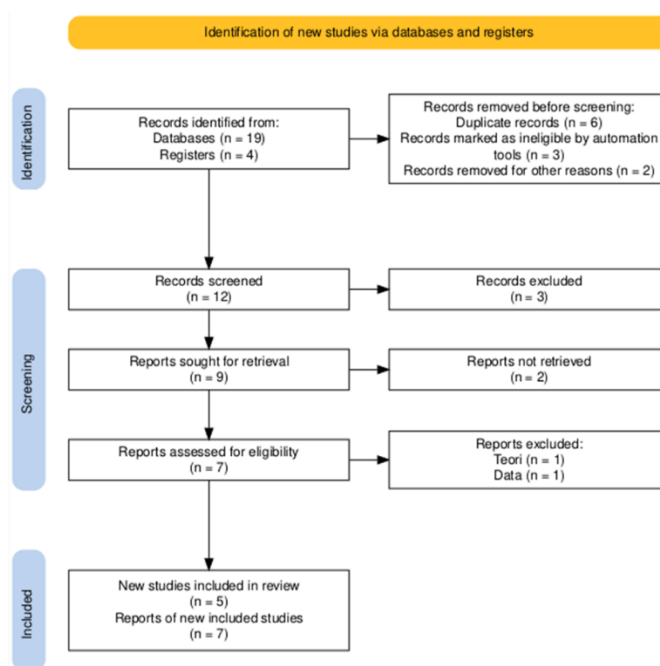 Identification of new studies via databases and registers
Identification
Records identified from:
Databases (n = 19)
Registers (n = 4)
Records removed before screening:
Duplicate records (n = 6)
Records marked as ineligible by automation
tools (n = 3)
Records removed for other reasons (n = 2)
Screening
Records screened
(n = 12)
Records excluded
(n = 3)
Reports sought for retrieval
(n = 9)
Reports not retrieved
(n = 2)
Reports assessed for eligibility
(n = 7)
Reports excluded:
Teori (n = 1)
Data (n = 1)
Included
New studies included in review
(n = 5)
Reports of new included studies
(n = 7)